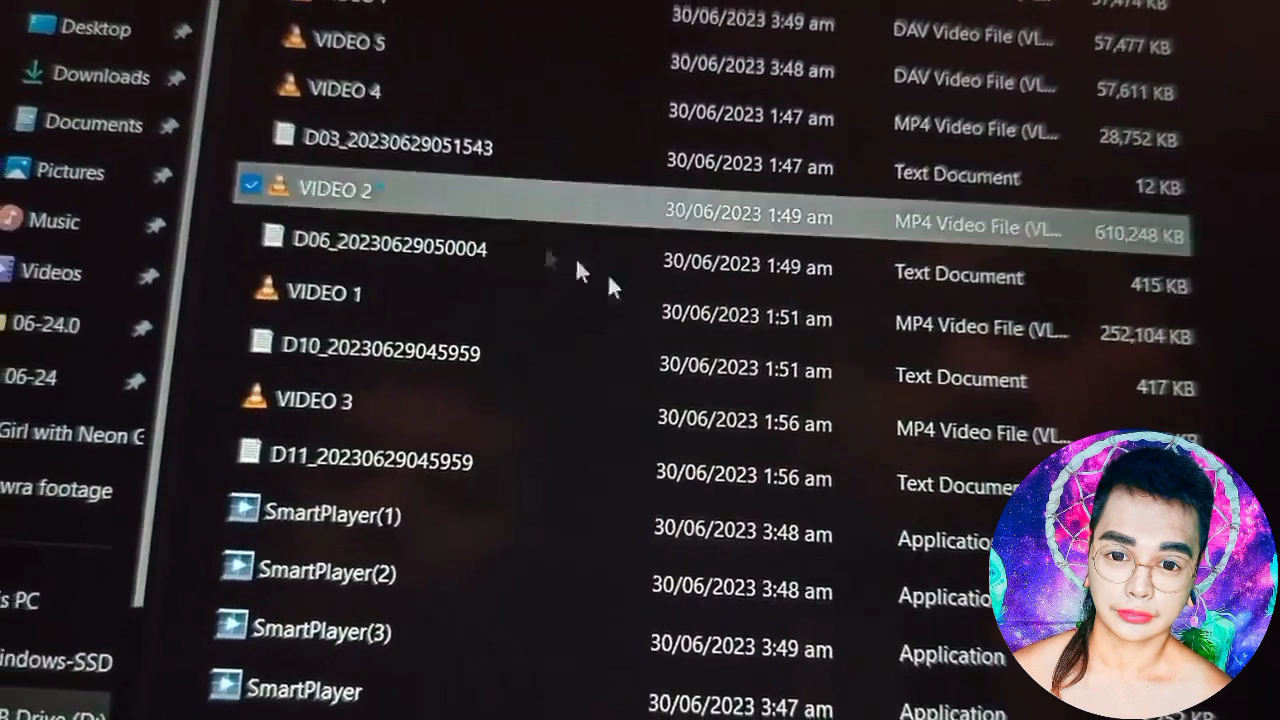 Desktop
Downloads
Documents
Pictures
Music
Videos
06-24.0
06-24
Girl with Neon
footage
PC
Windows-SSD
30/06/2023 3:49 am
VIDEO 5 30/06/2023 3:48 am DAV Video File (VL... 57,477 KB
VIDEO 4 30/06/2023 1:47 am DAV Video File (VL... 57,611 KB
D03_20230629051543 30/06/2023 1:47 am MP4 Video File (VL... 28,752 KB
Text Document 12 KB
VIDEO 2 30/06/2023 1:49 am MP4 Video File (VL... 610,248 KB
D06_20230629050004 30/06/2023 1:49 am Text Document 415 KB
VIDEO 1 30/06/2023 1:51 am MP4 Video File (VL... 252,104 KB
D10_20230629045959 30/06/2023 1:51 am Text Document 417 KB
VIDEO 3 30/06/2023 1:56 am MP4 Video File (VL...
D11_20230629045959 30/06/2023 1:56 am Text
SmartPlayer(1) 30/06/2023 3:48 am
SmartPlayer(2) 30/06/2023 3:48 am
SmartPlayer(3) 30/06/2023 3:49 am Application
SmartPlayer 30/06/2023 3:47 am Application